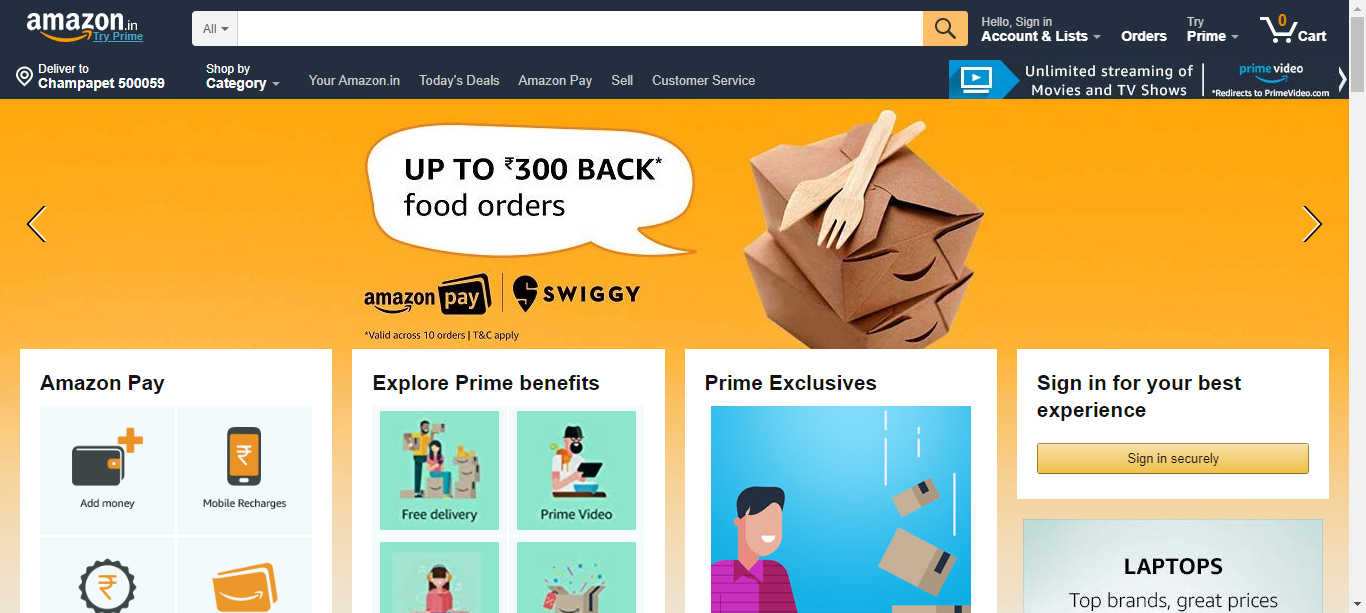 amazon.in
Try Prime
All
Hello, Sign in
Account & Lists
Orders
Try
Prime
0
Cart
Deliver to
Champapet 500059
Shop by
Category
Your Amazon.in
Today's Deals
Amazon Pay
Sell
Customer Service
Unlimited streaming of
Movies and TV Shows
prime video
*Redirects to PrimeVideo.com
UP TO ₹300 BACK*
food orders
amazon pay
SWIGGY
*Valid across 10 orders | T&C apply
Amazon Pay
Add money
Mobile Recharges
Explore Prime benefits
Free delivery
Prime Video
Prime Exclusives
Sign in for your best
experience
Sign in securely
LAPTOPS
Top brands, great prices